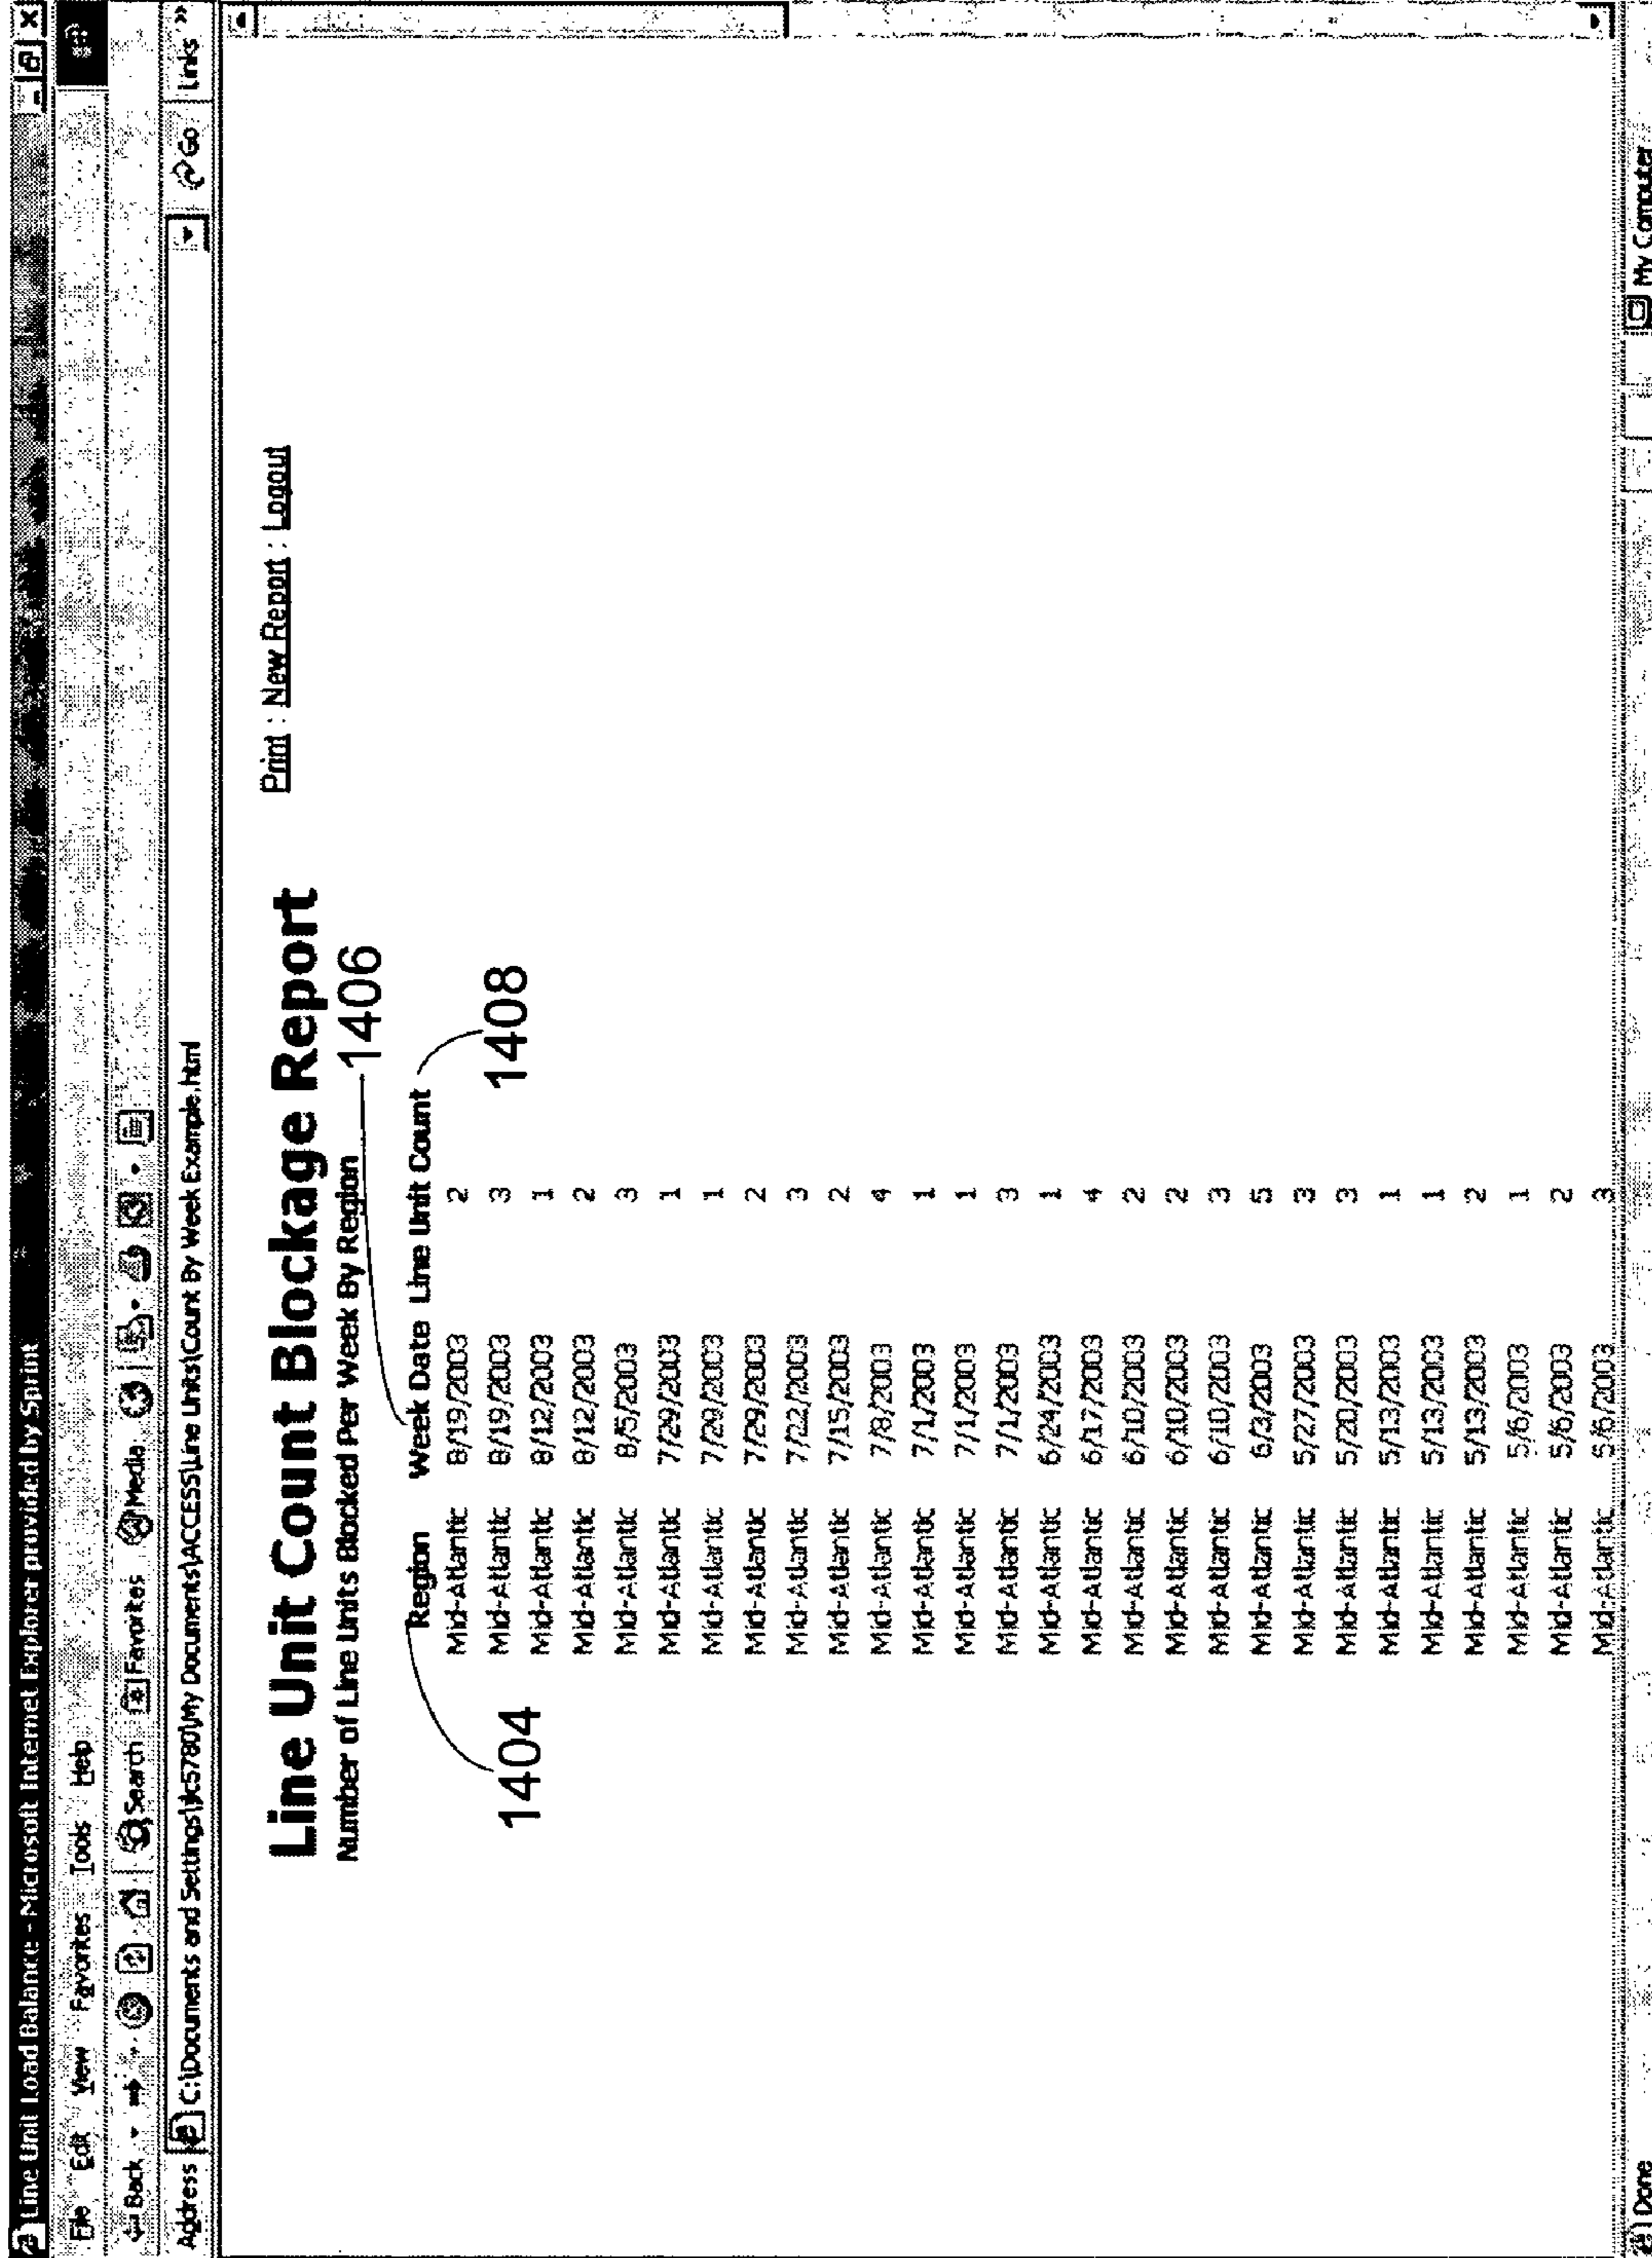 Line Unit Load Balance - Microsoft Internet Explorer provided by Sprint
File Edit View Favorites Tools Help
Back Search Favorites Media
Address C:\Documents and Settings\jkc5780\My Documents\ACCESS\Line Units\Count By Week Example.html Go Links »
Line Unit Count Blockage Report Print : New Report : Logout
Number of Line Units Blocked Per Week By Region 1406
Region Week Date Line Unit Count
1404 1408
Mid-Atlantic 8/19/2003 2
Mid-Atlantic 8/19/2003 3
Mid-Atlantic 8/12/2003 1
Mid-Atlantic 8/12/2003 2
Mid-Atlantic 8/5/2003 3
Mid-Atlantic 7/29/2003 1
Mid-Atlantic 7/29/2003 1
Mid-Atlantic 7/29/2003 2
Mid-Atlantic 7/22/2003 3
Mid-Atlantic 7/15/2003 2
Mid-Atlantic 7/8/2003 4
Mid-Atlantic 7/1/2003 1
Mid-Atlantic 7/1/2003 1
Mid-Atlantic 7/1/2003 3
Mid-Atlantic 6/24/2003 1
Mid-Atlantic 6/17/2003 4
Mid-Atlantic 6/10/2003 2
Mid-Atlantic 6/10/2003 2
Mid-Atlantic 6/10/2003 3
Mid-Atlantic 6/3/2003 5
Mid-Atlantic 5/27/2003 3
Mid-Atlantic 5/20/2003 3
Mid-Atlantic 5/13/2003 1
Mid-Atlantic 5/13/2003 1
Mid-Atlantic 5/13/2003 2
Mid-Atlantic 5/6/2003 1
Mid-Atlantic 5/6/2003 2
Mid-Atlantic 5/6/2003 3
Done My Computer